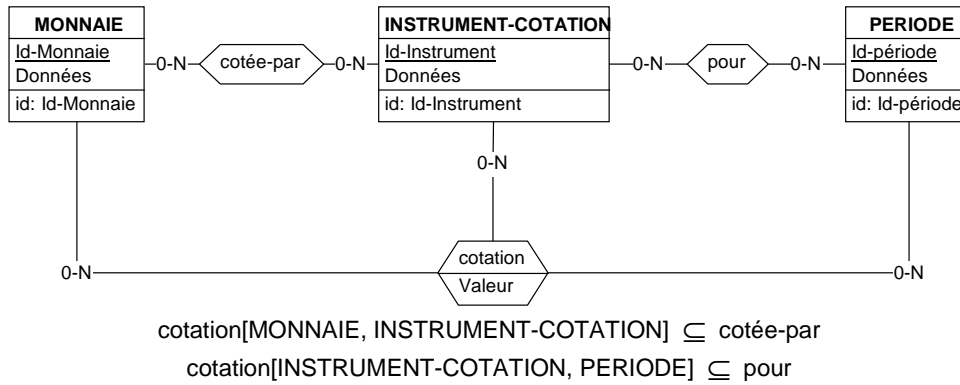 MONNAIE
Id-Monnaie
Données
id: Id-Monnaie
0-N
cotée-par
0-N
INSTRUMENT-COTATION
Id-Instrument
Données
id: Id-Instrument
0-N
pour
0-N
PERIODE
Id-période
Données
id: Id-période
0-N
0-N
cotation
Valeur
0-N
cotation[MONNAIE, INSTRUMENT-COTATION] ⊆ cotée-par
cotation[INSTRUMENT-COTATION, PERIODE] ⊆ pour